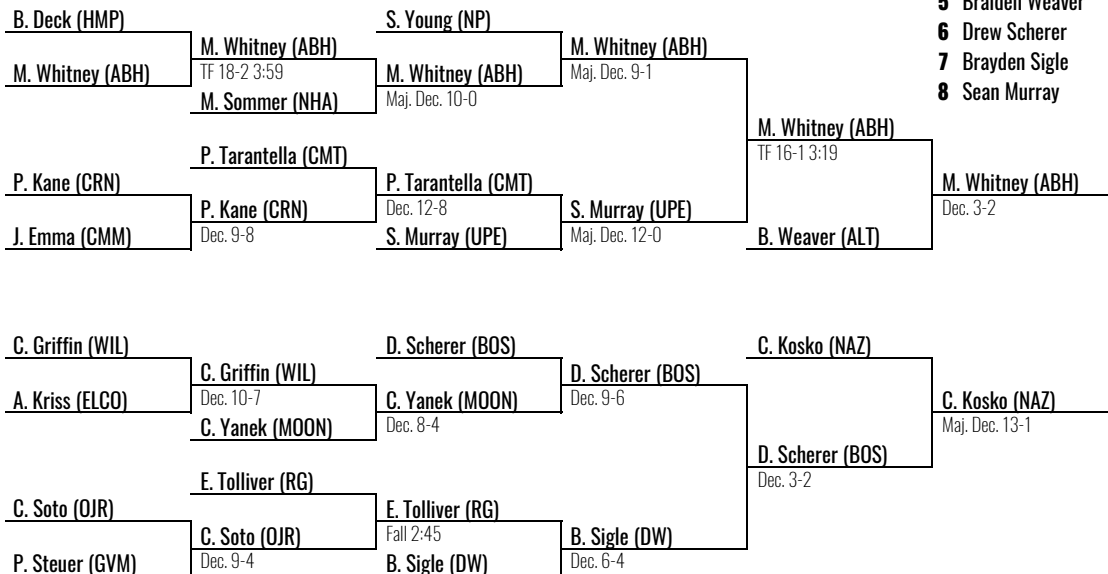 5 Braiden Weaver
6 Drew Scherer
7 Brayden Sigle
8 Sean Murray
B. Deck (HMP)
M. Whitney (ABH)
M. Whitney (ABH)
TF 18-2 3:59
M. Sommer (NHA)
S. Young (NP)
M. Whitney (ABH)
Maj. Dec. 10-0
M. Whitney (ABH)
Maj. Dec. 9-1
P. Kane (CRN)
J. Emma (CMM)
P. Tarantella (CMT)
P. Kane (CRN)
Dec. 9-8
P. Tarantella (CMT)
Dec. 12-8
S. Murray (UPE)
S. Murray (UPE)
Maj. Dec. 12-0
M. Whitney (ABH)
TF 16-1 3:19
B. Weaver (ALT)
M. Whitney (ABH)
Dec. 3-2
C. Griffin (WIL)
A. Kriss (ELCO)
C. Griffin (WIL)
Dec. 10-7
C. Yanek (MOON)
D. Scherer (BOS)
C. Yanek (MOON)
Dec. 8-4
D. Scherer (BOS)
Dec. 9-6
C. Soto (OJR)
P. Steuer (GVM)
E. Tolliver (RG)
C. Soto (OJR)
Dec. 9-4
E. Tolliver (RG)
Fall 2:45
B. Sigle (DW)
B. Sigle (DW)
Dec. 6-4
C. Kosko (NAZ)
D. Scherer (BOS)
Dec. 3-2
C. Kosko (NAZ)
Maj. Dec. 13-1